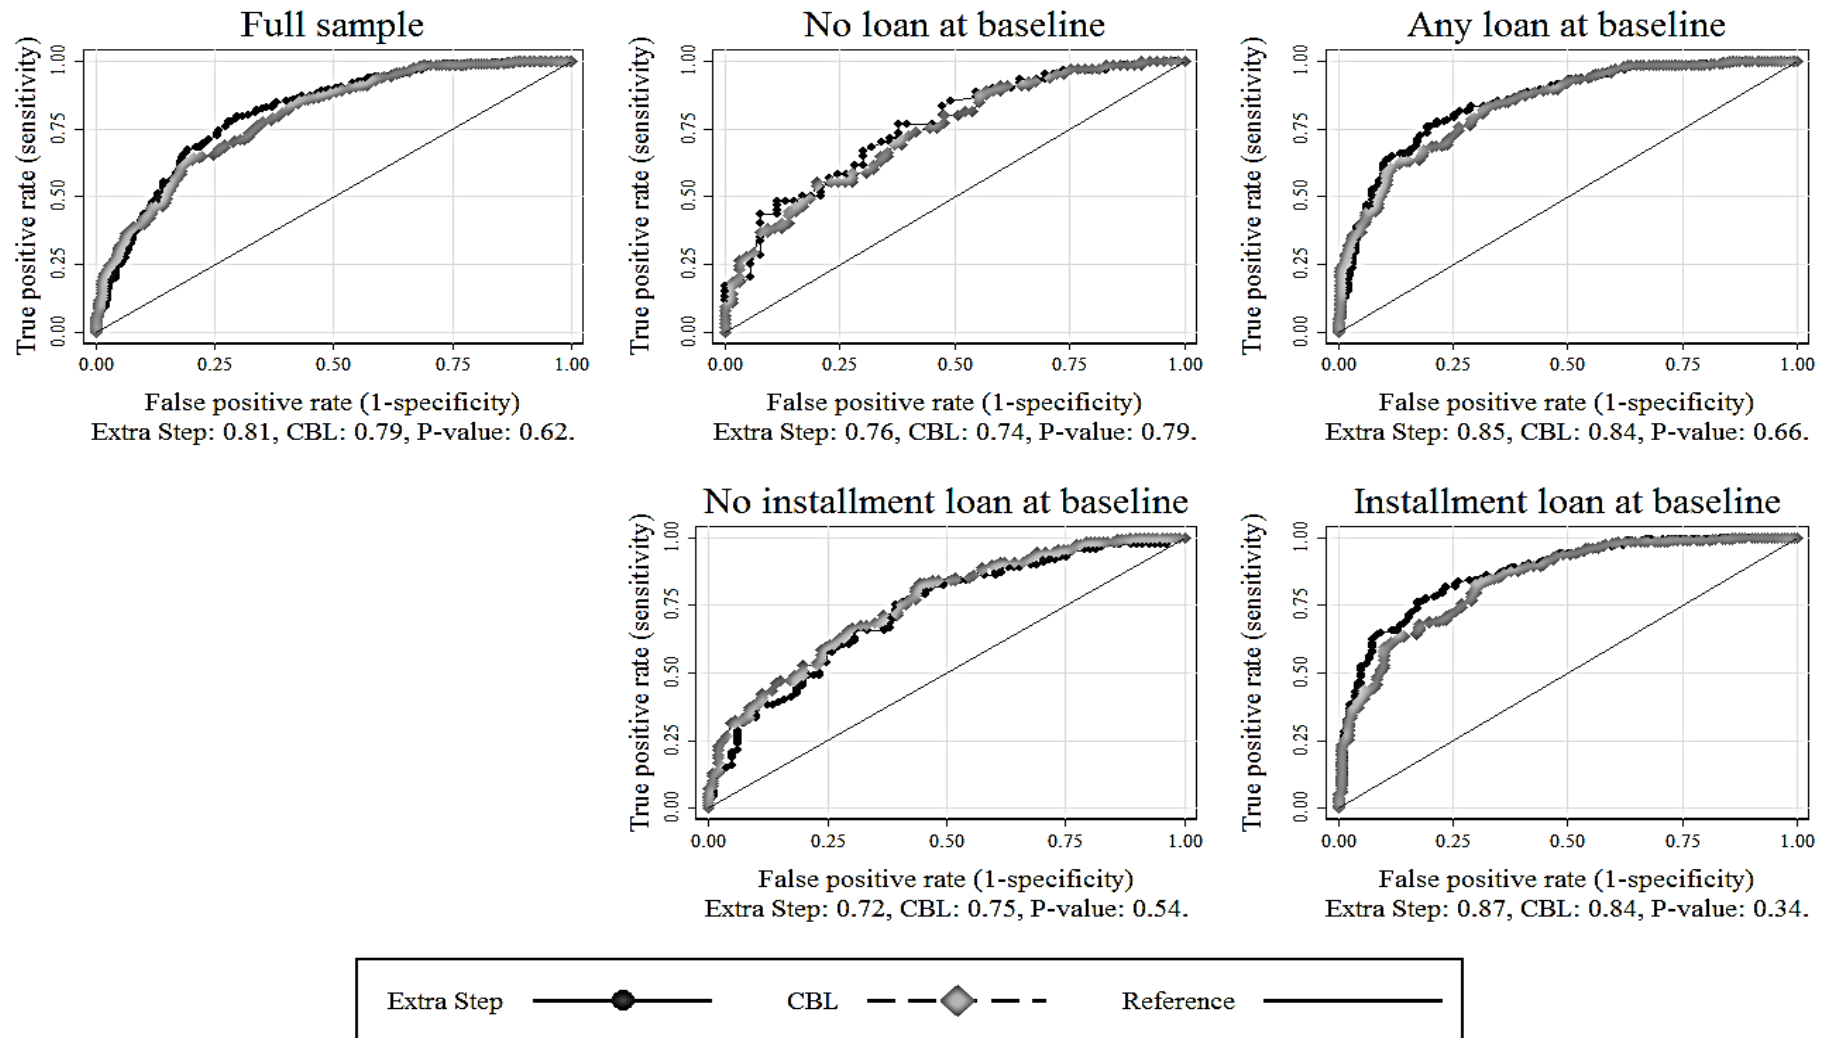 Full sample
True positive rate (sensitivity)
1.00
0.75
0.50
0.25
0.00
0.00 0.25 0.50 0.75 1.00
False positive rate (1-specificity)
Extra Step: 0.81, CBL: 0.79, P-value: 0.62.
No loan at baseline
True positive rate (sensitivity)
1.00
0.75
0.50
0.25
0.00
0.00 0.25 0.50 0.75 1.00
False positive rate (1-specificity)
Extra Step: 0.76, CBL: 0.74, P-value: 0.79.
Any loan at baseline
True positive rate (sensitivity)
1.00
0.75
0.50
0.25
0.00
0.00 0.25 0.50 0.75 1.00
False positive rate (1-specificity)
Extra Step: 0.85, CBL: 0.84, P-value: 0.66.
No installment loan at baseline
True positive rate (sensitivity)
1.00
0.75
0.50
0.25
0.00
0.00 0.25 0.50 0.75 1.00
False positive rate (1-specificity)
Extra Step: 0.72, CBL: 0.75, P-value: 0.54.
Installment loan at baseline
True positive rate (sensitivity)
1.00
0.75
0.50
0.25
0.00
0.00 0.25 0.50 0.75 1.00
False positive rate (1-specificity)
Extra Step: 0.87, CBL: 0.84, P-value: 0.34.
Extra Step CBL Reference